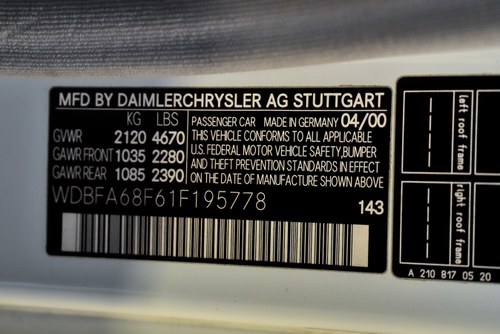 MFD BY DAIMLERCHRYSLER AG STUTTGART
KG LBS
GVWR 2120 4670
GAWR FRONT 1035 2280
GAWR REAR 1085 2390
PASSENGER CAR MADE IN GERMANY 04/00
THIS VEHICLE CONFORMS TO ALL APPLICABLE
U.S. FEDERAL MOTOR VEHICLE SAFETY, BUMPER
AND THEFT PREVENTION STANDARDS IN EFFECT
ON THE DATE OF MANUFACTURE SHOWN ABOVE
WDBFA68F61F195778
143
left roof frame
right roof frame
A 210 817 05 20